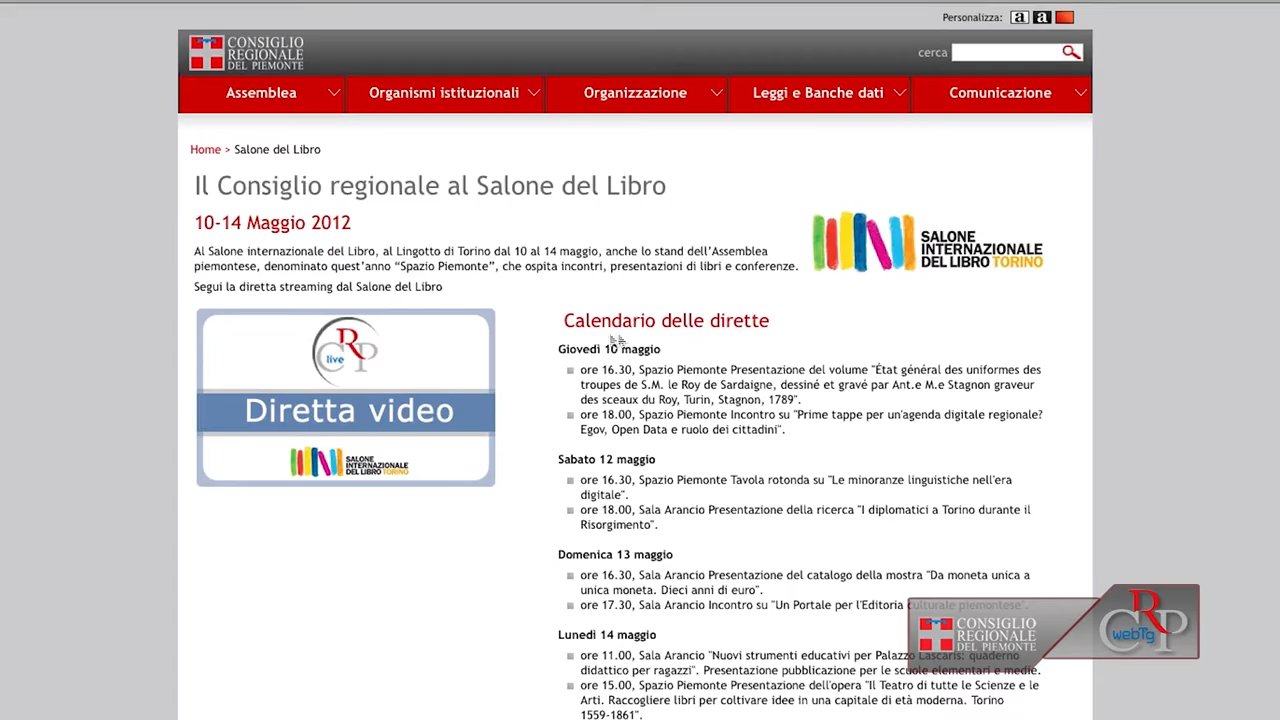 Personalizza: a a
CONSIGLIO
REGIONALE
DEL PIEMONTE
cerca
Assemblea
Organismi istituzionali
Organizzazione
Leggi e Banche dati
Comunicazione
Home > Salone del Libro
Il Consiglio regionale al Salone del Libro
10-14 Maggio 2012
Al Salone internazionale del Libro, al Lingotto di Torino dal 10 al 14 maggio, anche lo stand dell'Assemblea
piemontese, denominato quest'anno “Spazio Piemonte”, che ospita incontri, presentazioni di libri e conferenze.
Segui la diretta streaming dal Salone del Libro
SALONE
INTERNAZIONALE
DEL LIBRO TORINO
CRP
live
Diretta video
SALONE
INTERNAZIONALE
DEL LIBRO TORINO
Calendario delle dirette
Giovedì 10 maggio
ore 16.30, Spazio Piemonte Presentazione del volume "État général des uniformes des
troupes de S.M. le Roy de Sardaigne, dessiné et gravé par Ant.e M.e Stagnon graveur
des sceaux du Roy, Turin, Stagnon, 1789".
ore 18.00, Spazio Piemonte Incontro su "Prime tappe per un'agenda digitale regionale?
Egov, Open Data e ruolo dei cittadini".
Sabato 12 maggio
ore 16.30, Spazio Piemonte Tavola rotonda su "Le minoranze linguistiche nell'era
digitale".
ore 18.00, Sala Arancio Presentazione della ricerca "I diplomatici a Torino durante il
Risorgimento".
Domenica 13 maggio
ore 16.30, Sala Arancio Presentazione del catalogo della mostra "Da moneta unica a
unica moneta. Dieci anni di euro".
ore 17.30, Sala Arancio Incontro su "Un Portale per l'Editoria culturale piemontese".
Lunedì 14 maggio
ore 11.00, Sala Arancio "Nuovi strumenti educativi per Palazzo Lascaris: quaderno
didattico per ragazzi". Presentazione pubblicazione per le scuole elementari e medie.
ore 15.00, Spazio Piemonte Presentazione dell'opera "Il Teatro di tutte le Scienze e le
Arti. Raccogliere libri per coltivare idee in una capitale di età moderna. Torino
1559-1861".
CONSIGLIO
REGIONALE
DEL PIEMONTE
CRP
webTg